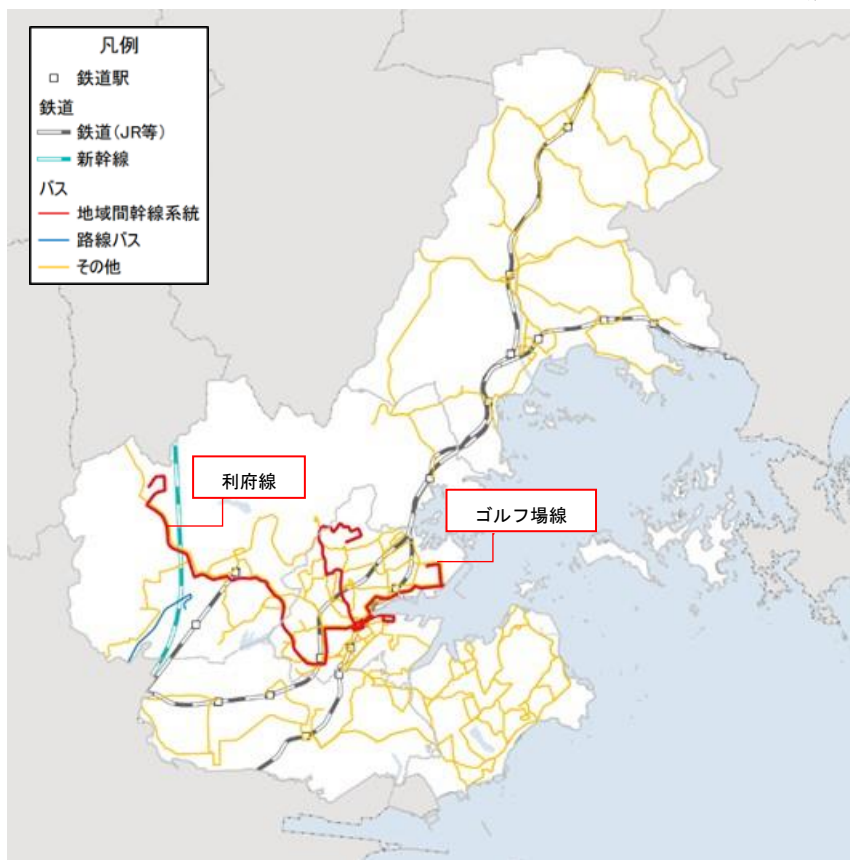 凡例
鉄道駅
鉄道
鉄道(JR等)
新幹線
バス
地域間幹線系統
路線バス
その他
利府線
ゴルフ場線